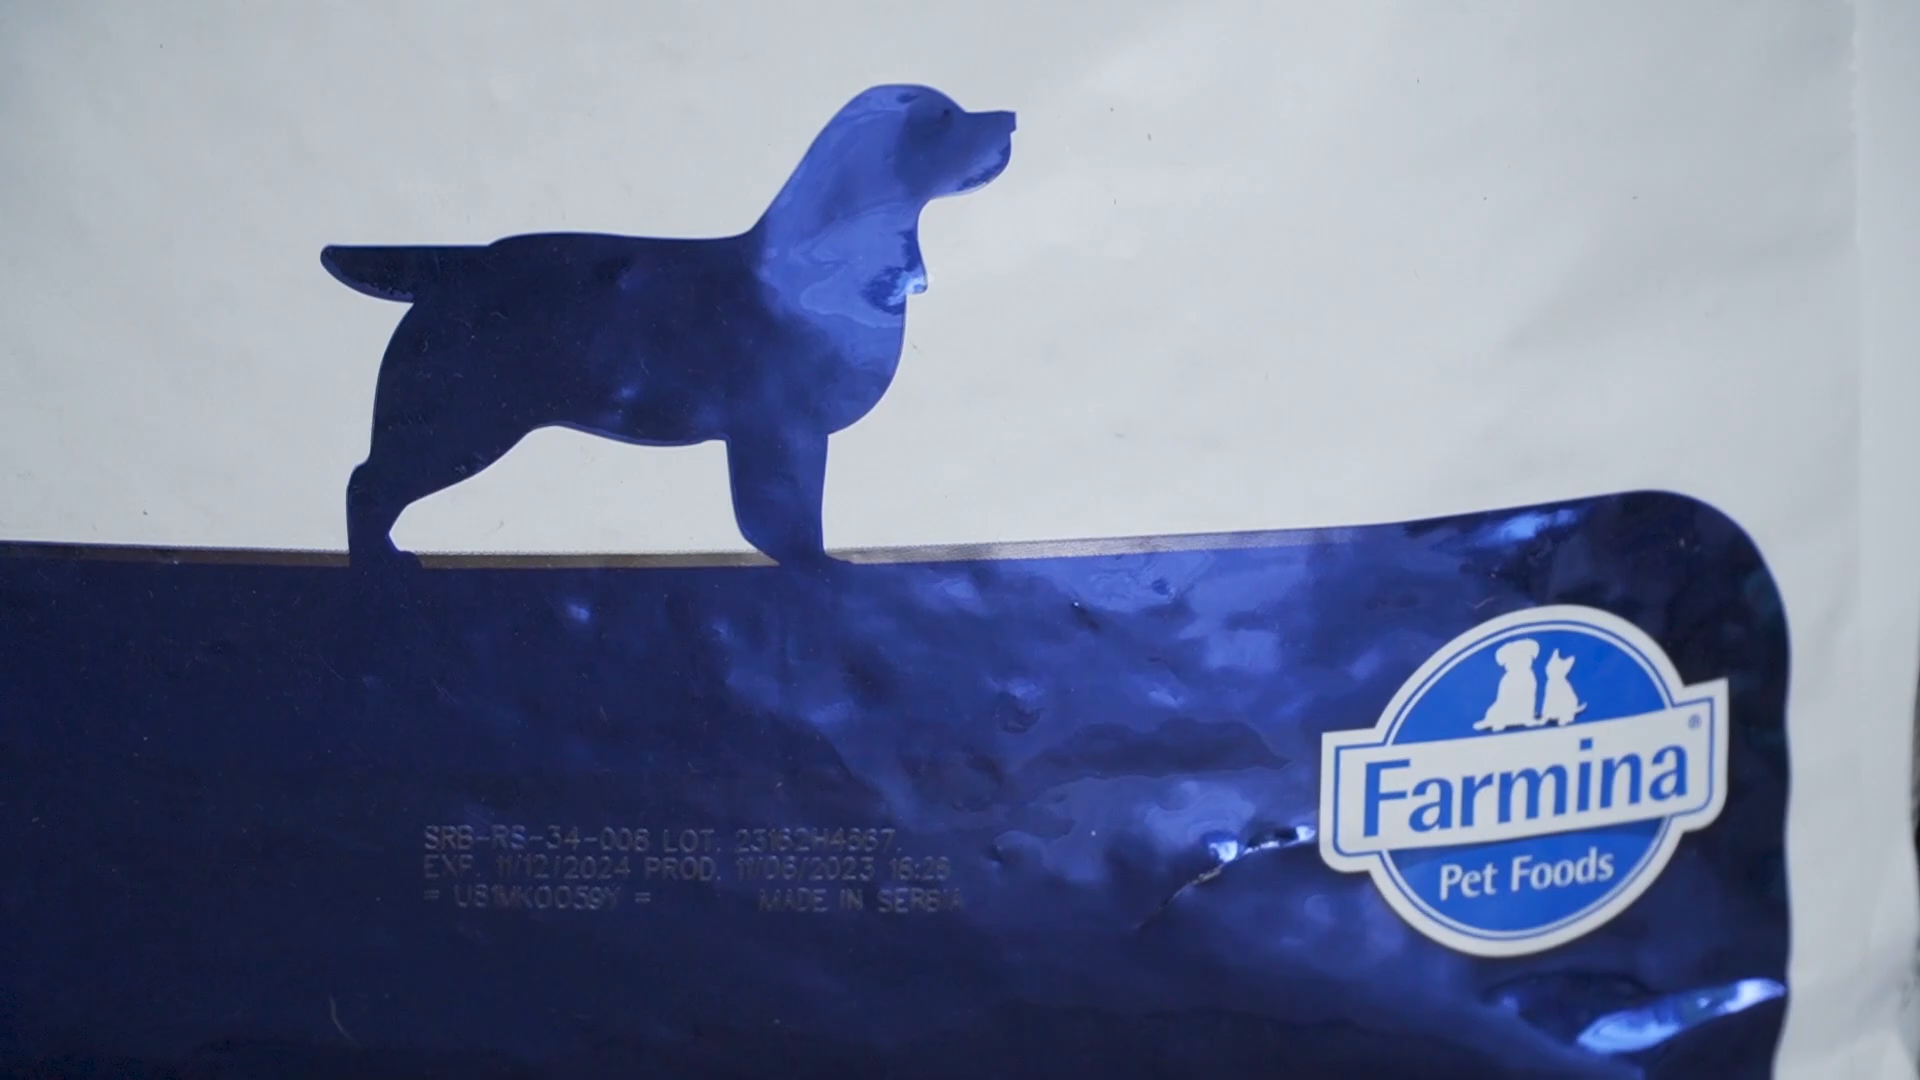 Farmina®
Pet Foods
SRB-RS-34-006 LOT. 23162H4667.
EXP. 11/12/2024 PROD. 11/06/2023 16:26
= U81MK0059Y = MADE IN SERBIA